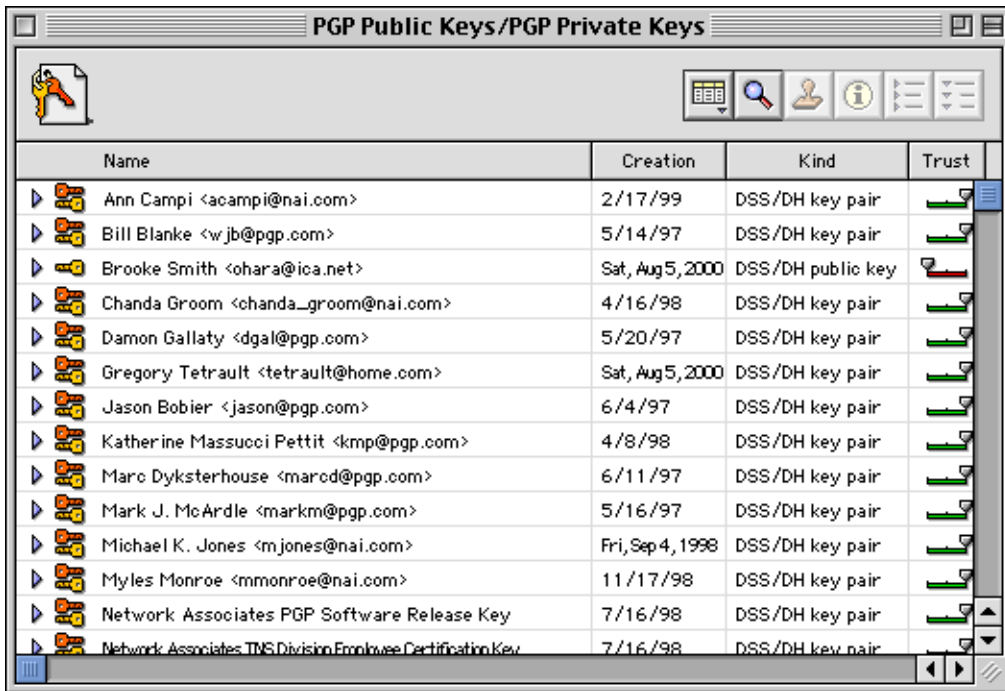 PGP Public Keys/PGP Private Keys
Name Creation Kind Trust
Ann Campi <acampi@nai.com> 2/17/99 DSS/DH key pair
Bill Blanke <wjb@pgp.com> 5/14/97 DSS/DH key pair
Brooke Smith <ohara@ica.net> Sat, Aug 5, 2000 DSS/DH public key
Chanda Groom <chanda_groom@nai.com> 4/16/98 DSS/DH key pair
Damon Gallaty <dgal@pgp.com> 5/20/97 DSS/DH key pair
Gregory Tetrault <tetrault@home.com> Sat, Aug 5, 2000 DSS/DH key pair
Jason Bobier <jason@pgp.com> 6/4/97 DSS/DH key pair
Katherine Massucci Pettit <kmp@pgp.com> 4/8/98 DSS/DH key pair
Marc Dyksterhouse <marcd@pgp.com> 6/11/97 DSS/DH key pair
Mark J. McArdle <markm@pgp.com> 5/16/97 DSS/DH key pair
Michael K. Jones <mjones@nai.com> Fri, Sep 4, 1998 DSS/DH key pair
Myles Monroe <mmonroe@nai.com> 11/17/98 DSS/DH key pair
Network Associates PGP Software Release Key 7/16/98 DSS/DH key pair
Network Associates TNS Division Employee Certification Key 7/16/98 DSS/DH key pair